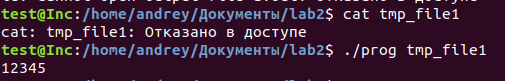 test@Inc:/home/andrey/Документы/lab2$ cat tmp_file1
cat: tmp_file1: Отказано в доступе
test@Inc:/home/andrey/Документы/lab2$ ./prog tmp_file1
12345